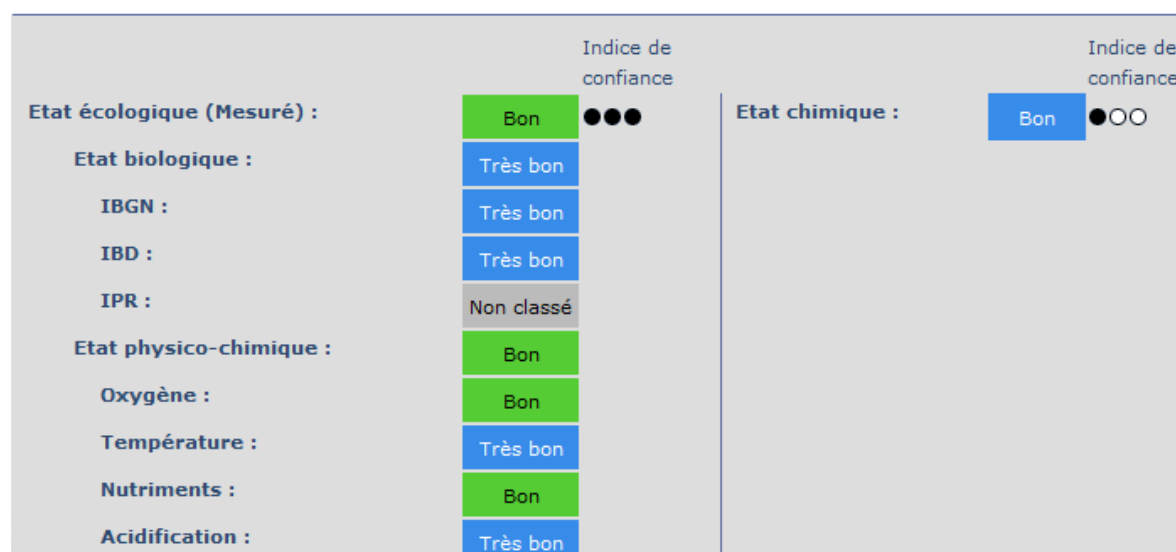 Indice de
confiance
Indice de
confiance
Etat écologique (Mesuré) : Bon ●●● Etat chimique : Bon ●○○
Etat biologique : Très bon
IBGN : Très bon
IBD : Très bon
IPR : Non classé
Etat physico-chimique : Bon
Oxygène : Bon
Température : Très bon
Nutriments : Bon
Acidification : Très bon